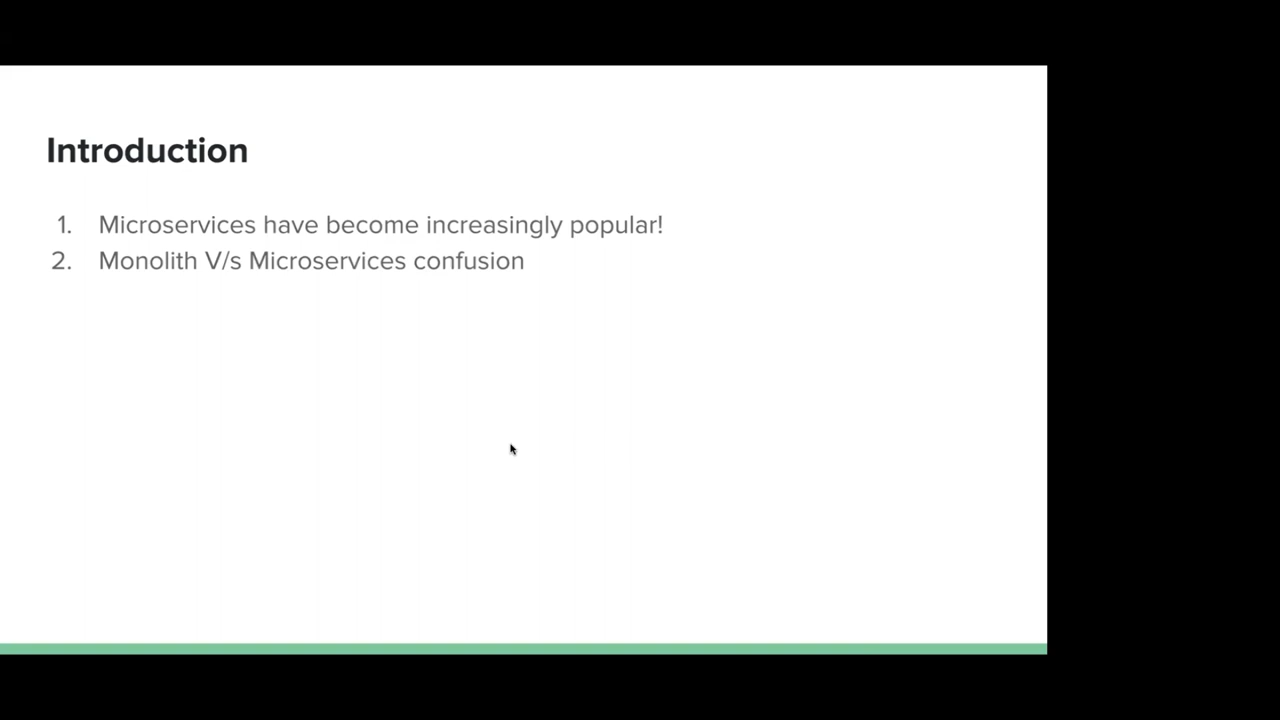 Introduction
1. Microservices have become increasingly popular!
2. Monolith V/s Microservices confusion